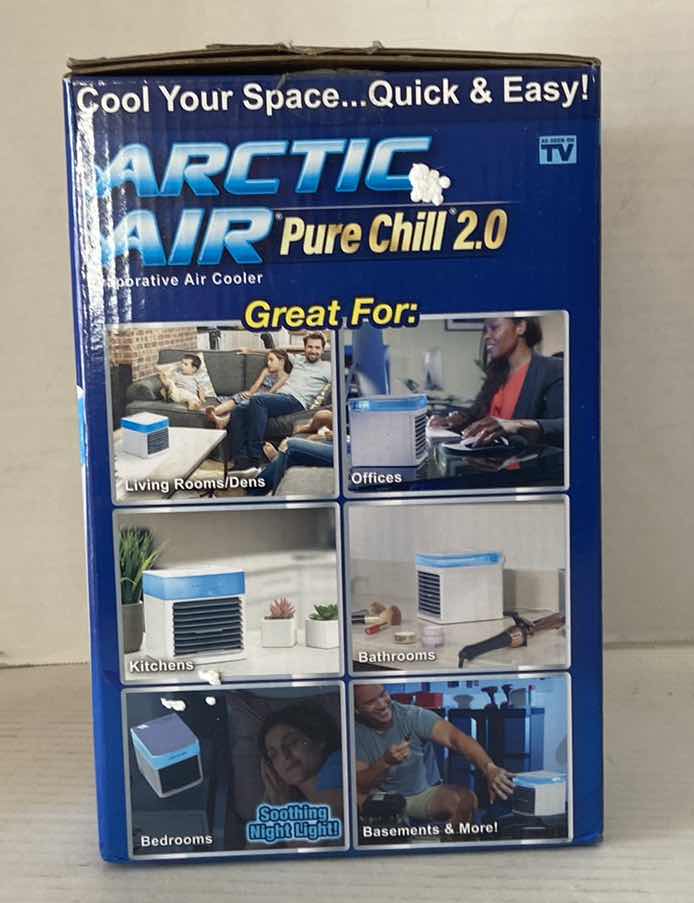 Cool Your Space...Quick & Easy!
AS SEEN ON
TV
ARCTIC
AIR® Pure Chill® 2.0
Air Cooler
Great For:
Living Rooms/Dens
Offices
Kitchens
Bathrooms
Soothing
Night Light!
Bedrooms
Basements & More!